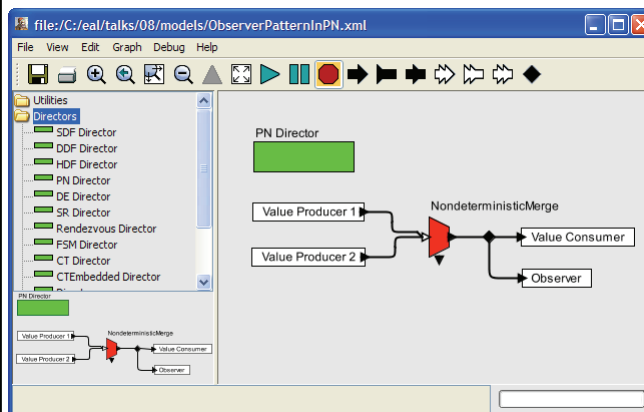 file:/C:/eal/talks/08/models/ObserverPatternInPN.xml
File View Edit Graph Debug Help
Utilities
Directors
SDF Director
DDF Director
HDF Director
PN Director
DE Director
SR Director
Rendezvous Director
FSM Director
CT Director
CTEmbedded Director
PN Director
Value Producer 1
NondeterministicMerge
Value Consumer
Value Producer 2
Observer
PN Director
NondeterministicMerge
Value Producer 1
Value Consumer
Value Producer 2
Observer